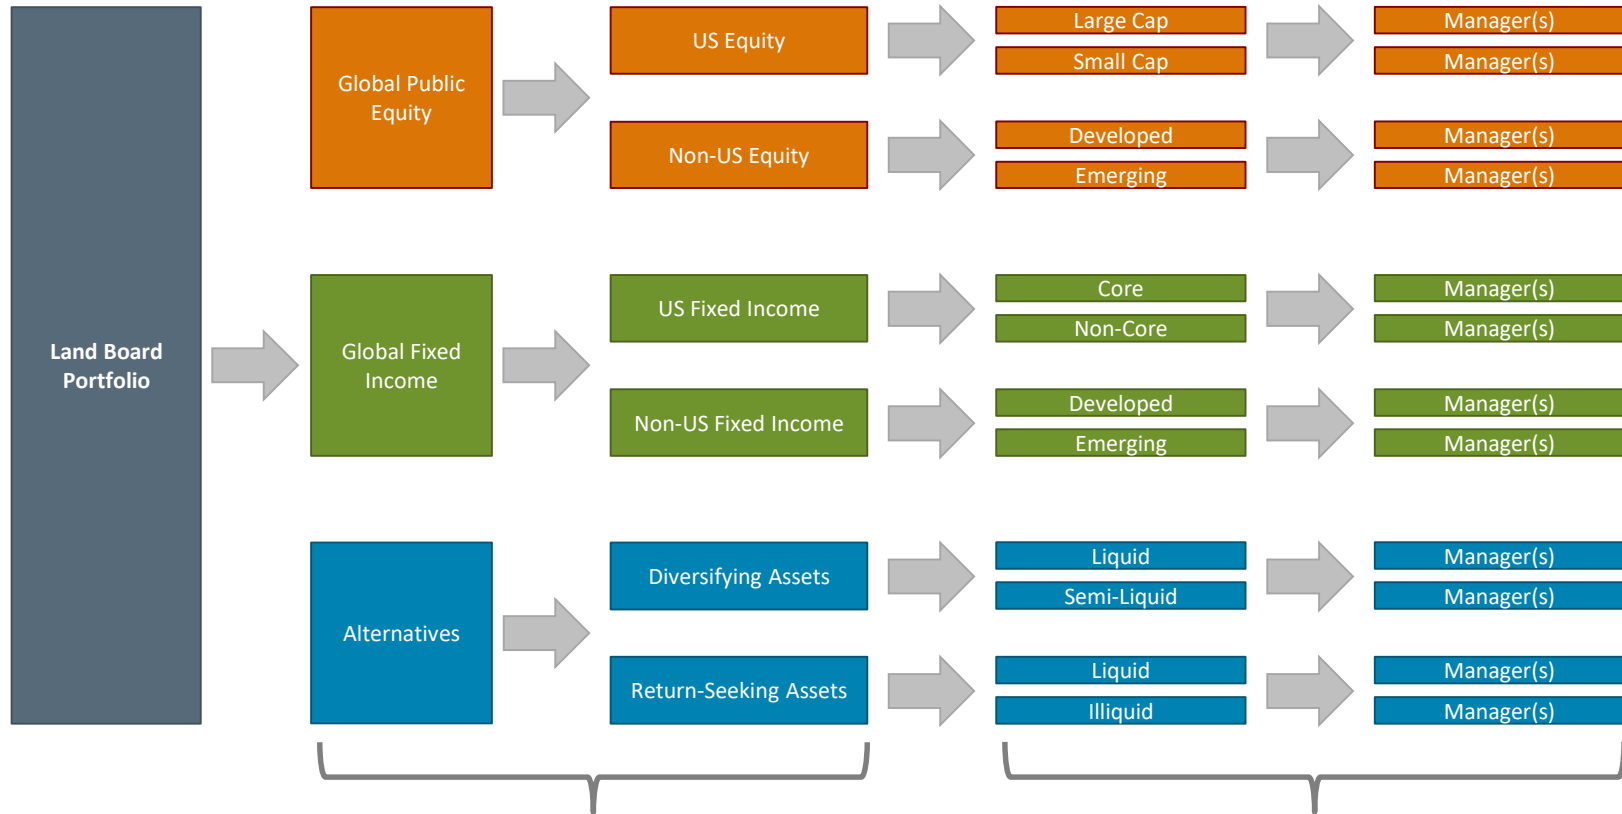 Land Board
Portfolio
Global Public
Equity
US Equity
Large Cap
Manager(s)
Small Cap
Manager(s)
Non-US Equity
Developed
Manager(s)
Emerging
Manager(s)
Global Fixed
Income
US Fixed Income
Core
Manager(s)
Non-Core
Manager(s)
Non-US Fixed Income
Developed
Manager(s)
Emerging
Manager(s)
Alternatives
Diversifying Assets
Liquid
Manager(s)
Semi-Liquid
Manager(s)
Return-Seeking Assets
Liquid
Manager(s)
Illiquid
Manager(s)